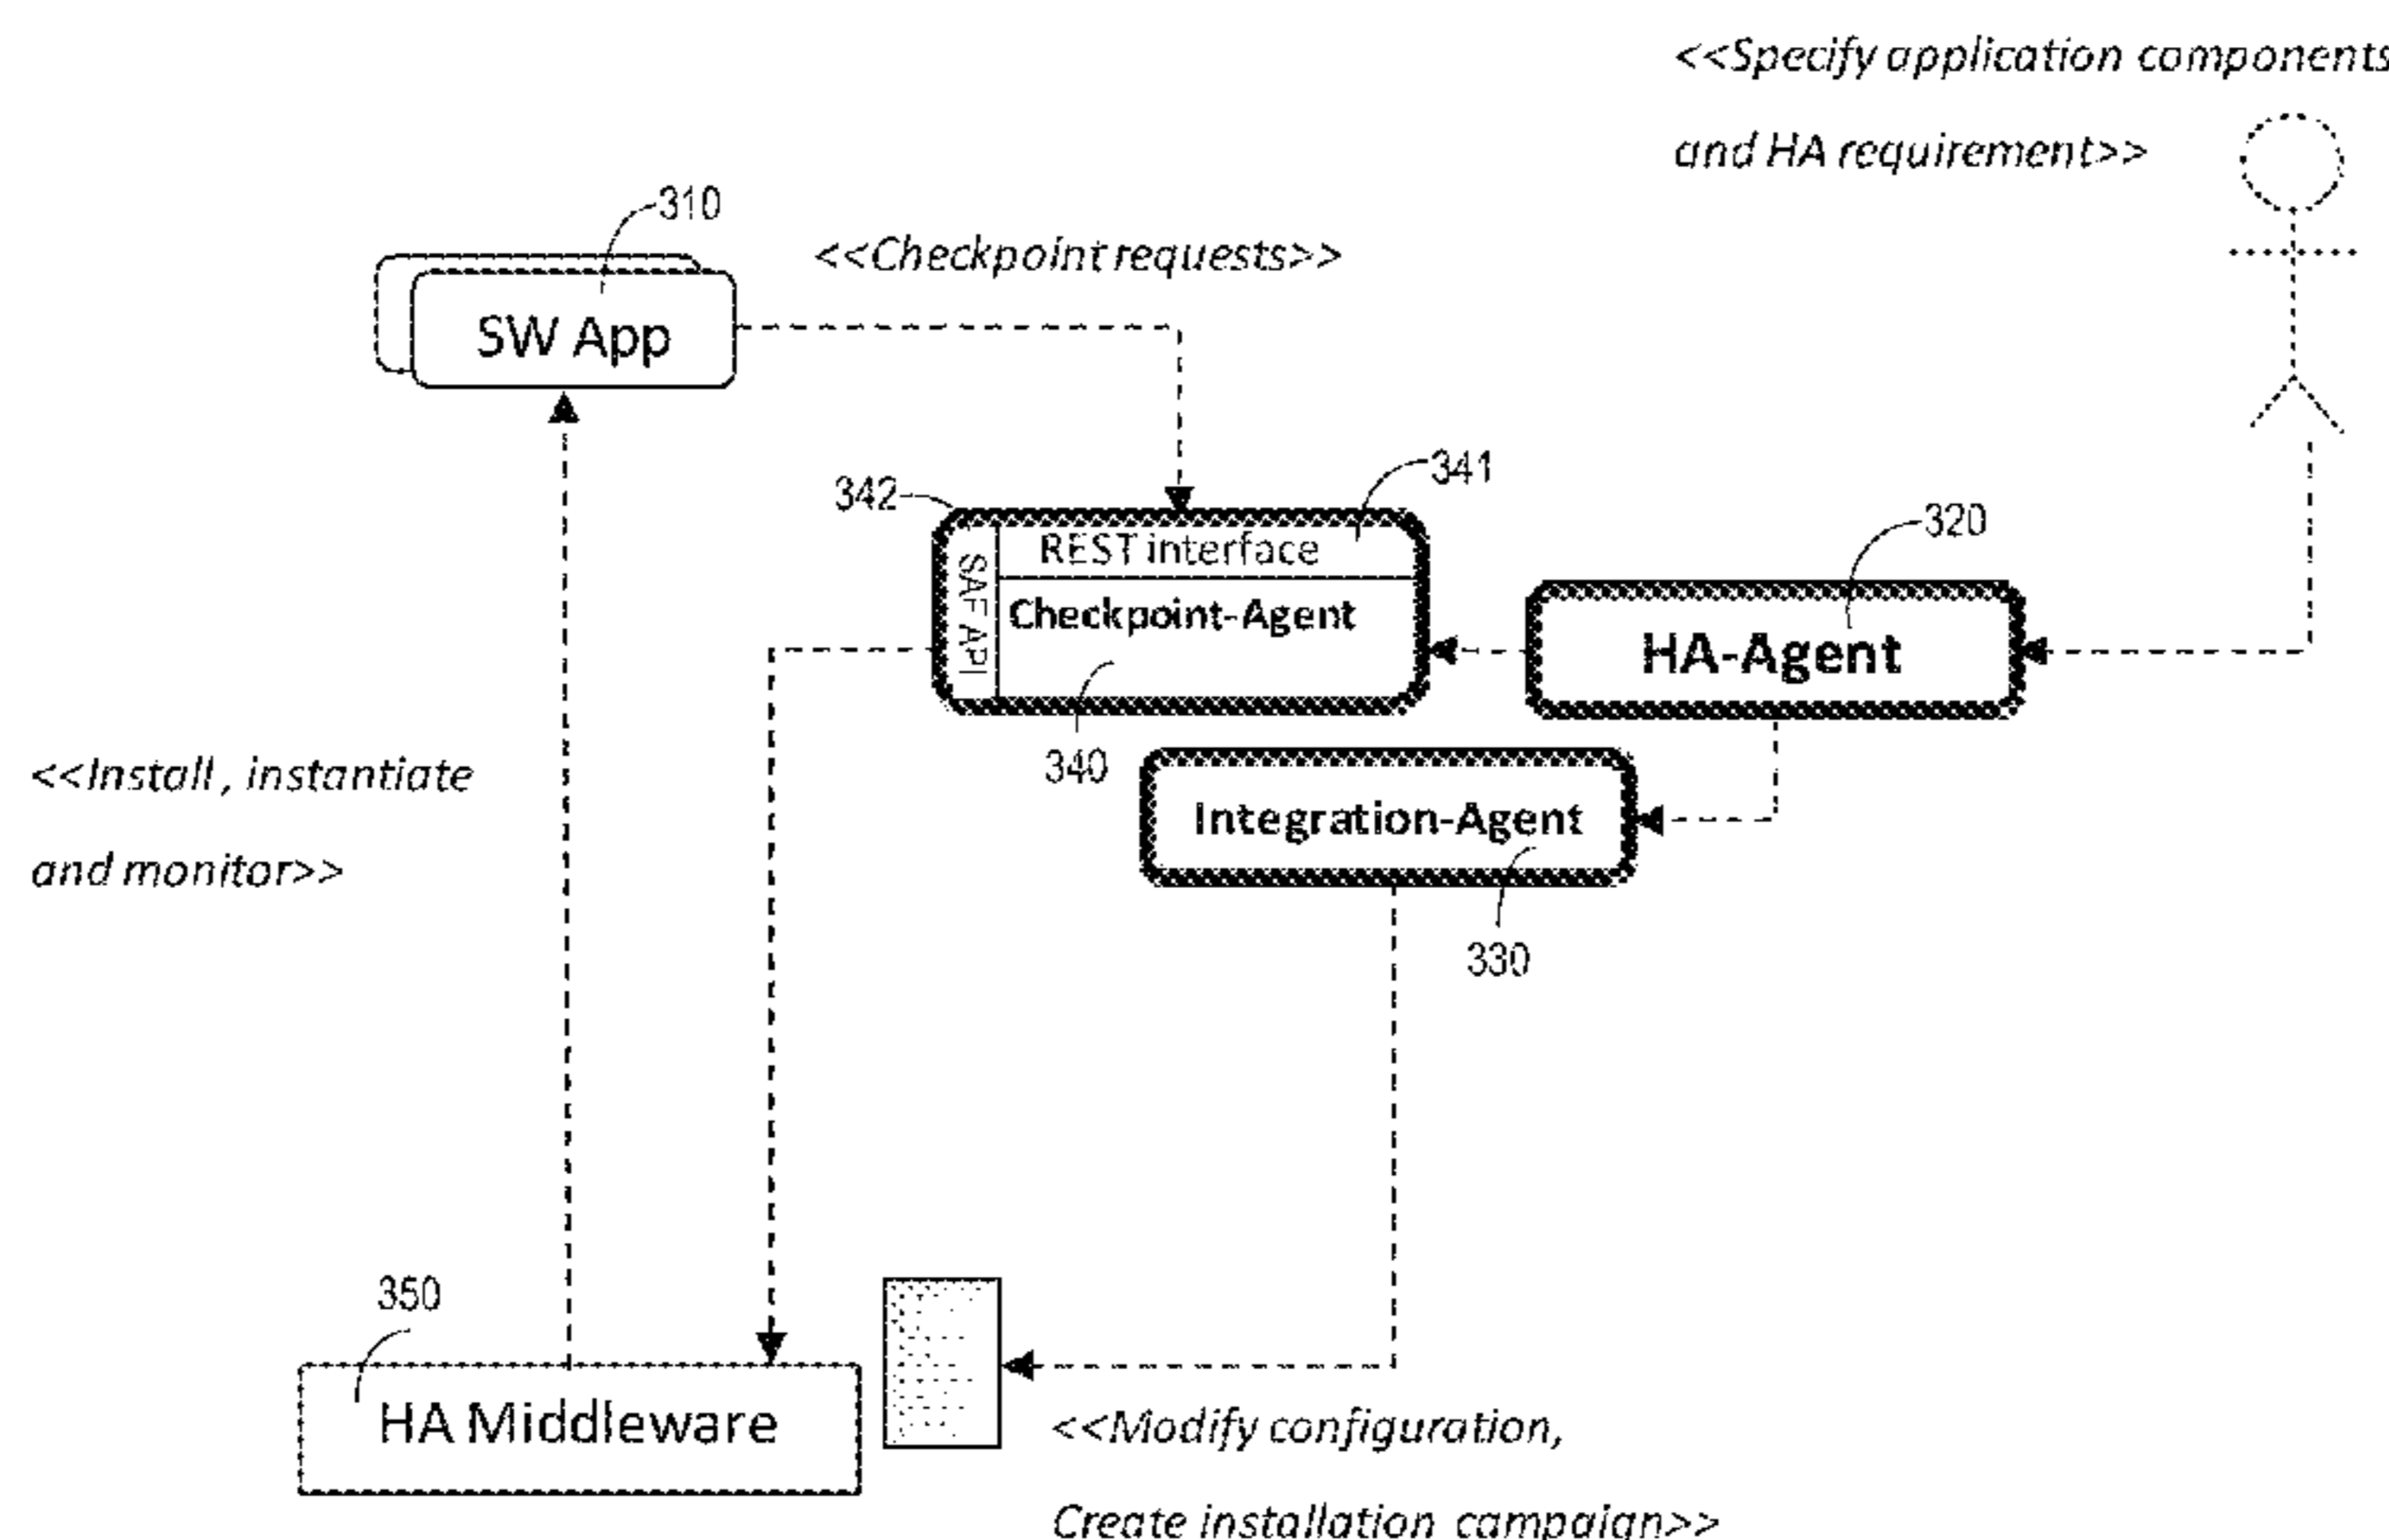 <<Specify application components
and HA requirement>>
310
<<Checkpoint requests>>
SW App
341
342
REST interface
SAF API
Checkpoint-Agent
320
HA-Agent
340
<<Install, instantiate
and monitor>>
Integration-Agent
330
350
HA Middleware
<<Modify configuration,
Create installation campaign>>